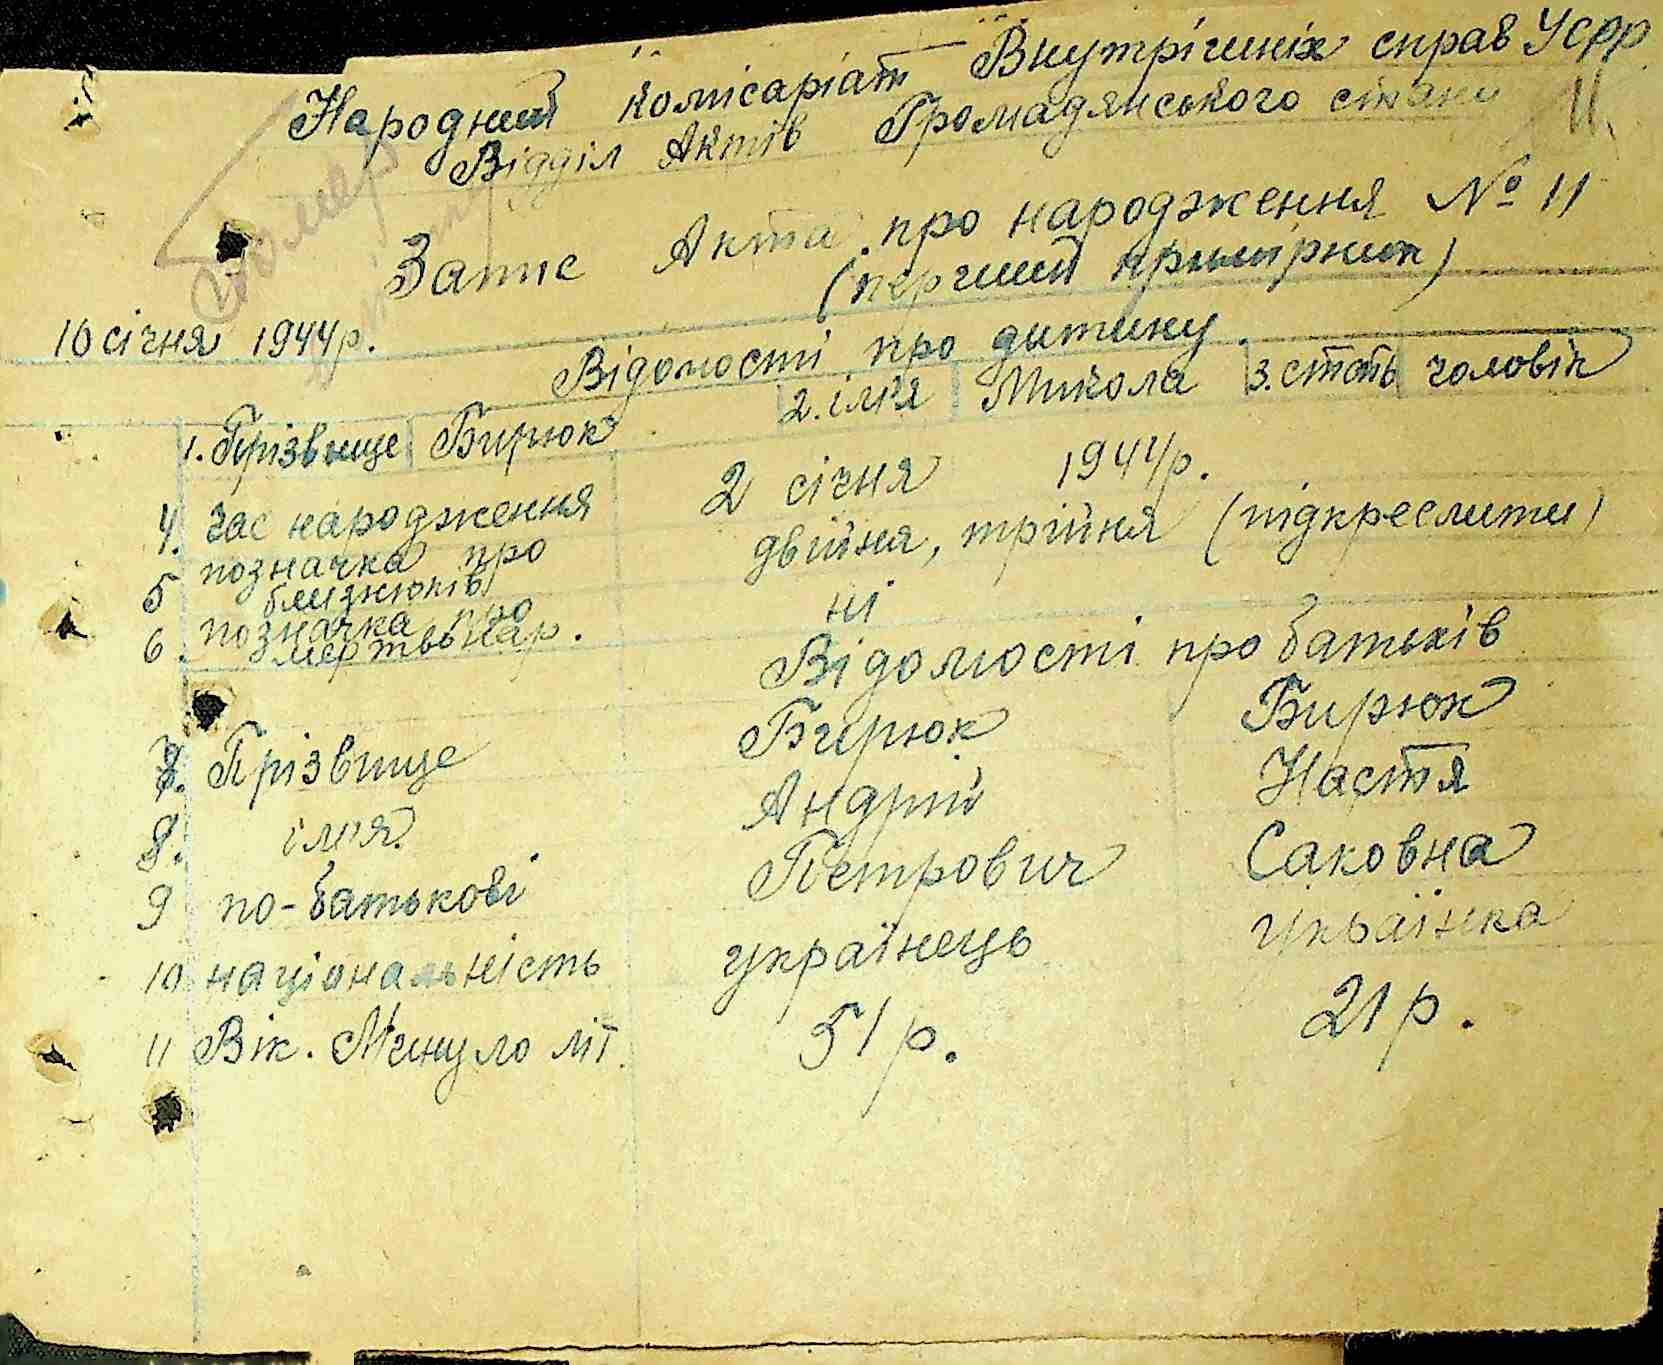 Народний Комісаріат Внутрішніх справ УСРР
Відділ Актів Громадянського стану
11
Запис Акта про народження № 11
(перший примірник)
10 січня 1944 р.
Відомості про дитину
1. Прізвище Бирюк 2. ім'я Микола 3. стать чоловік
4. час народження 2 січня 1944 р.
5 позначка про близнюків двійня, трійня (підкреслити)
6. позначка про мертвонар. ні
Відомості про батьків
7. Прізвище Бирюк Бирюк
8. ім'я Андрій Настя
9 по-батькові Петрович Саковна
10 національність українець українка
11 Вік. Минуло літ 51 р. 21 р.